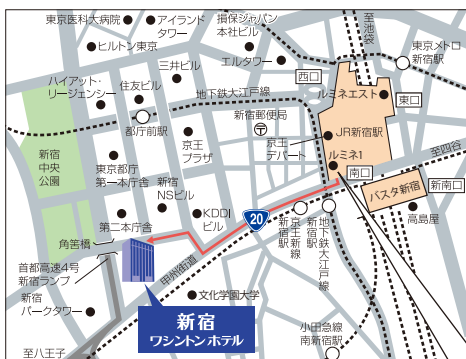 東京医科大病院
アイランド
タワー
損保ジャパン
本社ビル
至池袋
ヒルトン東京
エルタワー
東京メトロ
新宿駅
三井ビル
西口
ハイアット・
リージェンシー
住友ビル
地下鉄大江戸線
ルミネエスト
東口
新宿郵便局
都庁前駅
京王
プラザ
京王
デパート
JR新宿駅
至四谷
新宿
中央
公園
東京都庁
第一本庁舎
ルミネ1
南口
新宿
NSビル
バスタ新宿
新南口
第二本庁舎
KDDI
ビル
20
京王新線
新宿駅
地下鉄大江戸線
新宿駅
高島屋
角筈橋
首都高速4号
新宿ランプ
甲州街道
新宿
パークタワー
文化学園大学
新宿
ワシントンホテル
小田急線
南新宿駅
至八王子